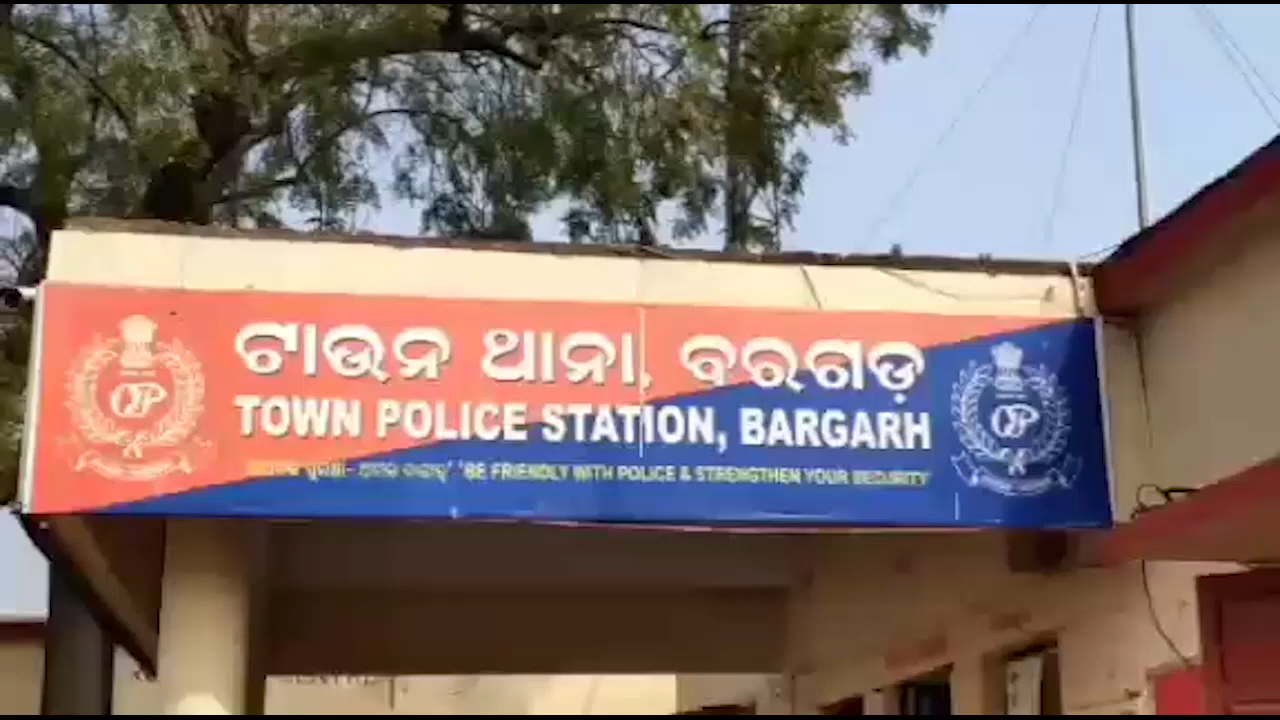 ଟାଉନ ଥାନା, ବରଗଡ଼
TOWN POLICE STATION, BARGARH
'BE FRIENDLY WITH POLICE & STRENGTHEN YOUR SECURITY'